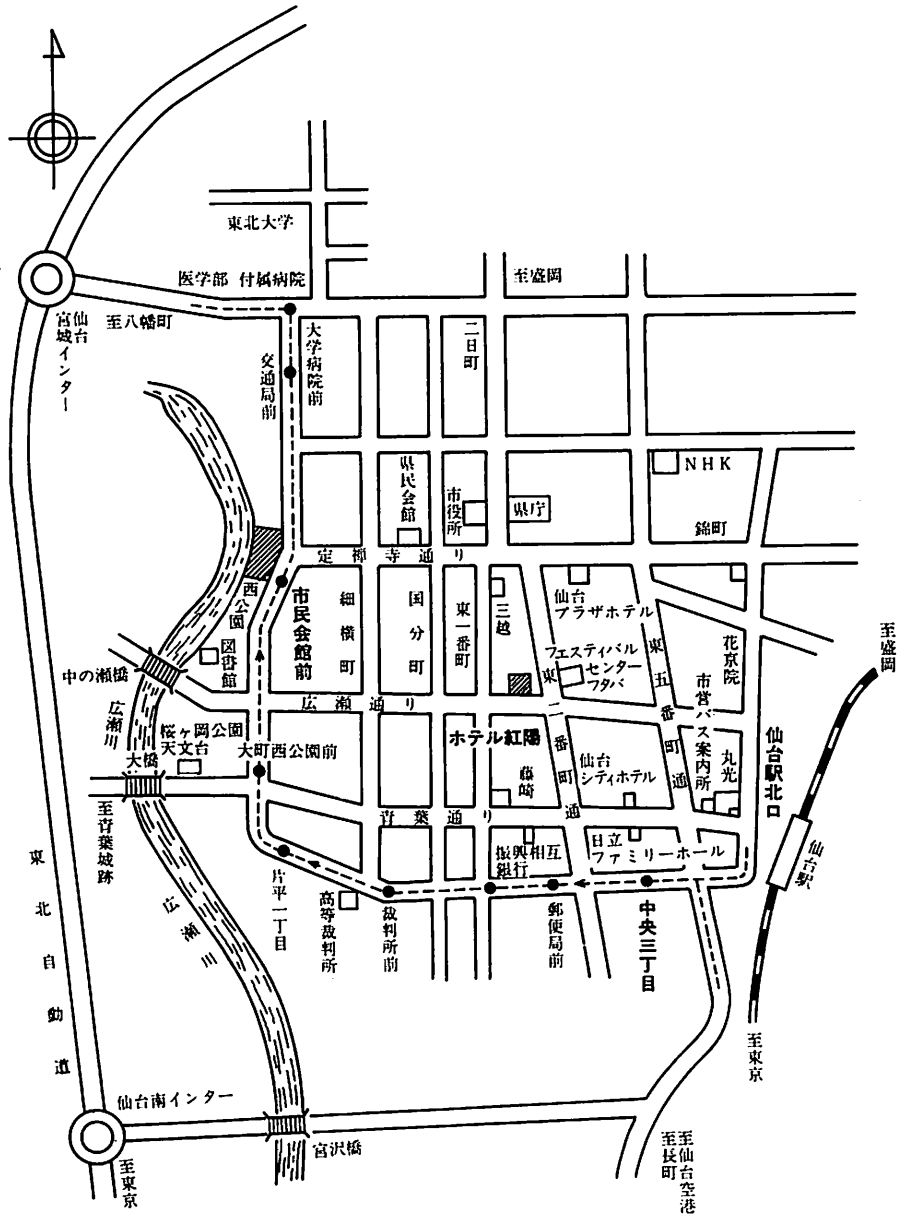 東北大学
医学部 付属病院
至盛岡
仙台
宮城インター
至八幡町
交通局前
大学病院前
二日町
県民会館
市役所
県庁
NHK
錦町
定禅寺通り
西公園
市民会館前
細横町
国分町
東一番町
三越
仙台
プラザホテル
フェスティバル
センター
フタバ
東二番町通
東五番町通
花京院
市営バス案内所
丸光
仙台駅北口
至盛岡
図書館
中の瀬橋
広瀬通り
広瀬川
桜ヶ岡公園
天文台
大橋
大町西公園前
ホテル紅陽
藤崎
仙台
シティホテル
青葉通り
至青葉城跡
振興相互
銀行
日立
ファミリーホール
仙台駅
片平一丁目
高等裁判所
裁判所前
郵便局前
中央三丁目
広瀬川
東北自動道
至東京
仙台南インター
宮沢橋
至東京
至仙台空港
至長町